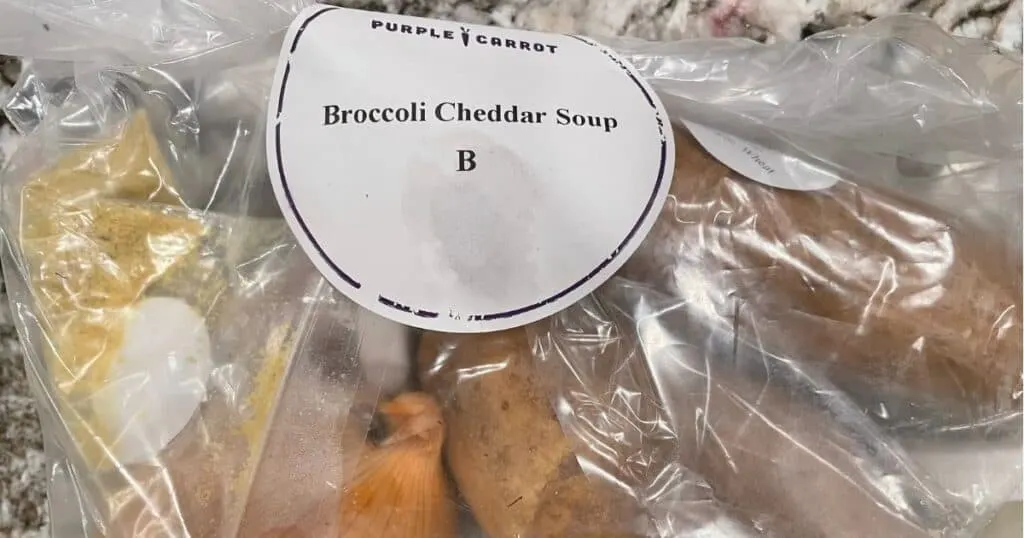 PURPLE CARROT
Broccoli Cheddar Soup
B
wheat